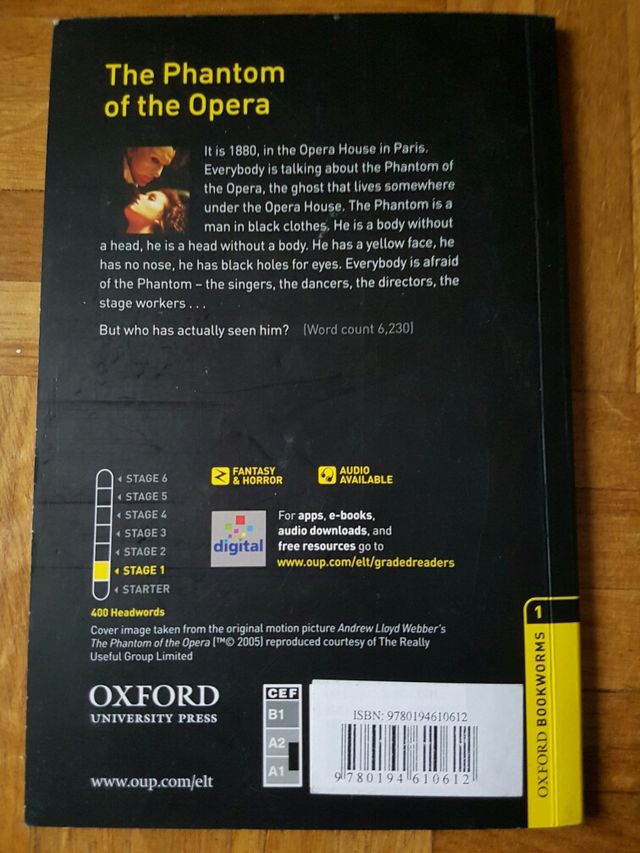 The Phantom
of the Opera
It is 1880, in the Opera House in Paris.
Everybody is talking about the Phantom of
the Opera, the ghost that lives somewhere
under the Opera House. The Phantom is a
man in black clothes. He is a body without
a head, he is a head without a body. He has a yellow face, he
has no nose, he has black holes for eyes. Everybody is afraid
of the Phantom – the singers, the dancers, the directors, the
stage workers . . .
But who has actually seen him? (Word count 6,230)
STAGE 6
STAGE 5
STAGE 4
STAGE 3
STAGE 2
STAGE 1
STARTER
400 Headwords
FANTASY
& HORROR
AUDIO
AVAILABLE
digital
For apps, e-books,
audio downloads, and
free resources go to
www.oup.com/elt/gradedreaders
Cover image taken from the original motion picture Andrew Lloyd Webber's
The Phantom of the Opera (™© 2005) reproduced courtesy of The Really
Useful Group Limited
OXFORD
UNIVERSITY PRESS
www.oup.com/elt
CEF
B1
A2
A1
ISBN: 9780194610612
9 780194 610612
1
OXFORD BOOKWORMS